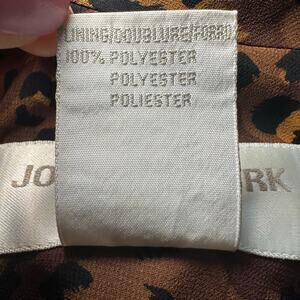 LINING/DOUBLURE/FORRO
100% POLYESTER
POLYESTER
POLIESTER
JO RK